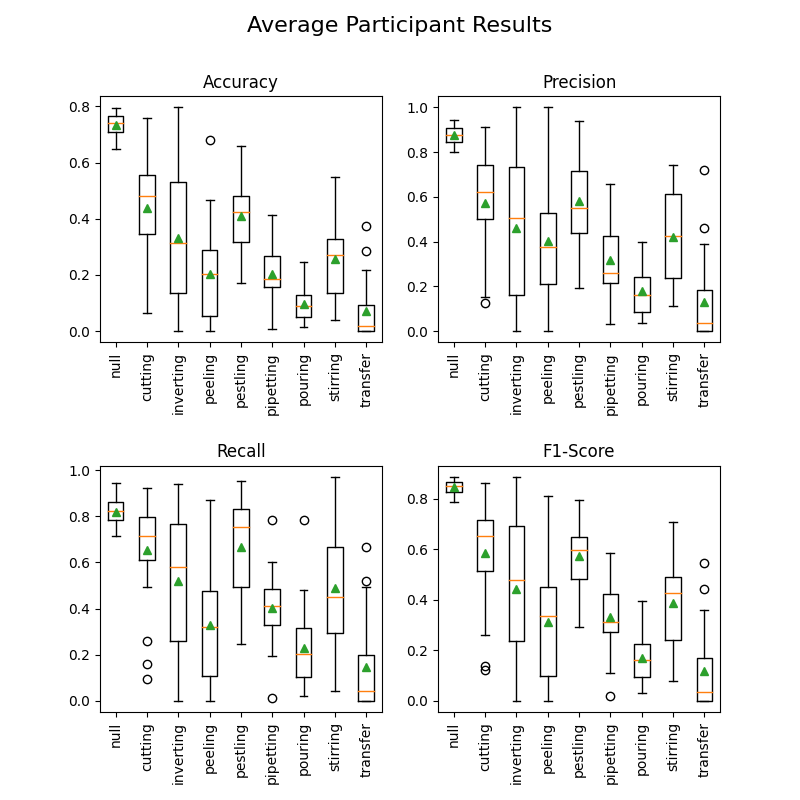 Average Participant Results
Accuracy
0.8
0.6
0.4
0.2
0.0
null
cutting
inverting
peeling
pestling
pipetting
pouring
stirring
transfer
Precision
1.0
0.8
0.6
0.4
0.2
0.0
null
cutting
inverting
peeling
pestling
pipetting
pouring
stirring
transfer
Recall
1.0
0.8
0.6
0.4
0.2
0.0
null
cutting
inverting
peeling
pestling
pipetting
pouring
stirring
transfer
F1-Score
0.8
0.6
0.4
0.2
0.0
null
cutting
inverting
peeling
pestling
pipetting
pouring
stirring
transfer